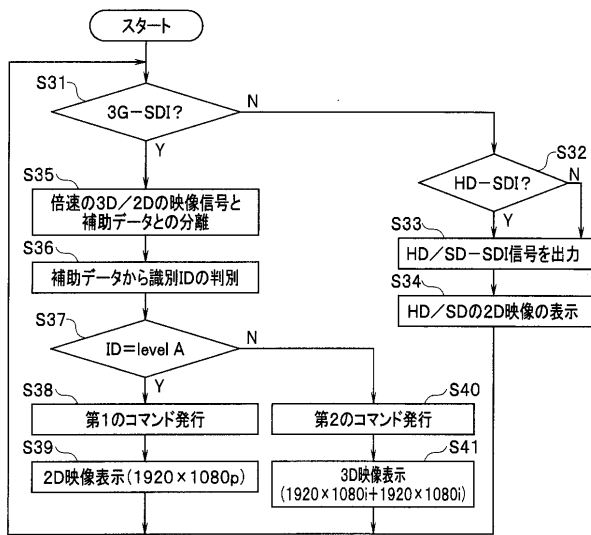 スタート
S31
3G－SDI?
N
Y
S32
HD－SDI?
N
Y
S35
倍速の3D／2Dの映像信号と
補助データとの分離
S33
HD／SD－SDI信号を出力
S36
補助データから識別IDの判別
S34
HD／SDの2D映像の表示
S37
ID＝level A
N
Y
S38
第1のコマンド発行
S40
第2のコマンド発行
S39
2D映像表示(1920×1080p)
S41
3D映像表示
(1920×1080i＋1920×1080i)